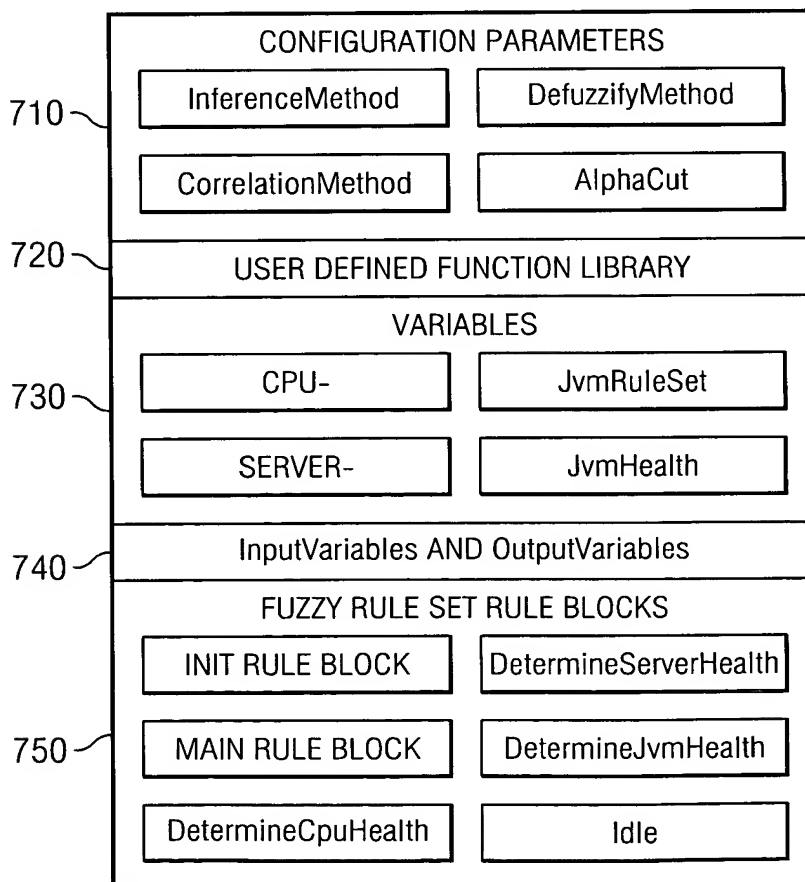 CONFIGURATION PARAMETERS
710
InferenceMethod
DefuzzifyMethod
CorrelationMethod
AlphaCut
720
USER DEFINED FUNCTION LIBRARY
VARIABLES
730
CPU-
JvmRuleSet
SERVER-
JvmHealth
740
InputVariables AND OutputVariables
FUZZY RULE SET RULE BLOCKS
INIT RULE BLOCK
DetermineServerHealth
750
MAIN RULE BLOCK
DetermineJvmHealth
DetermineCpuHealth
Idle